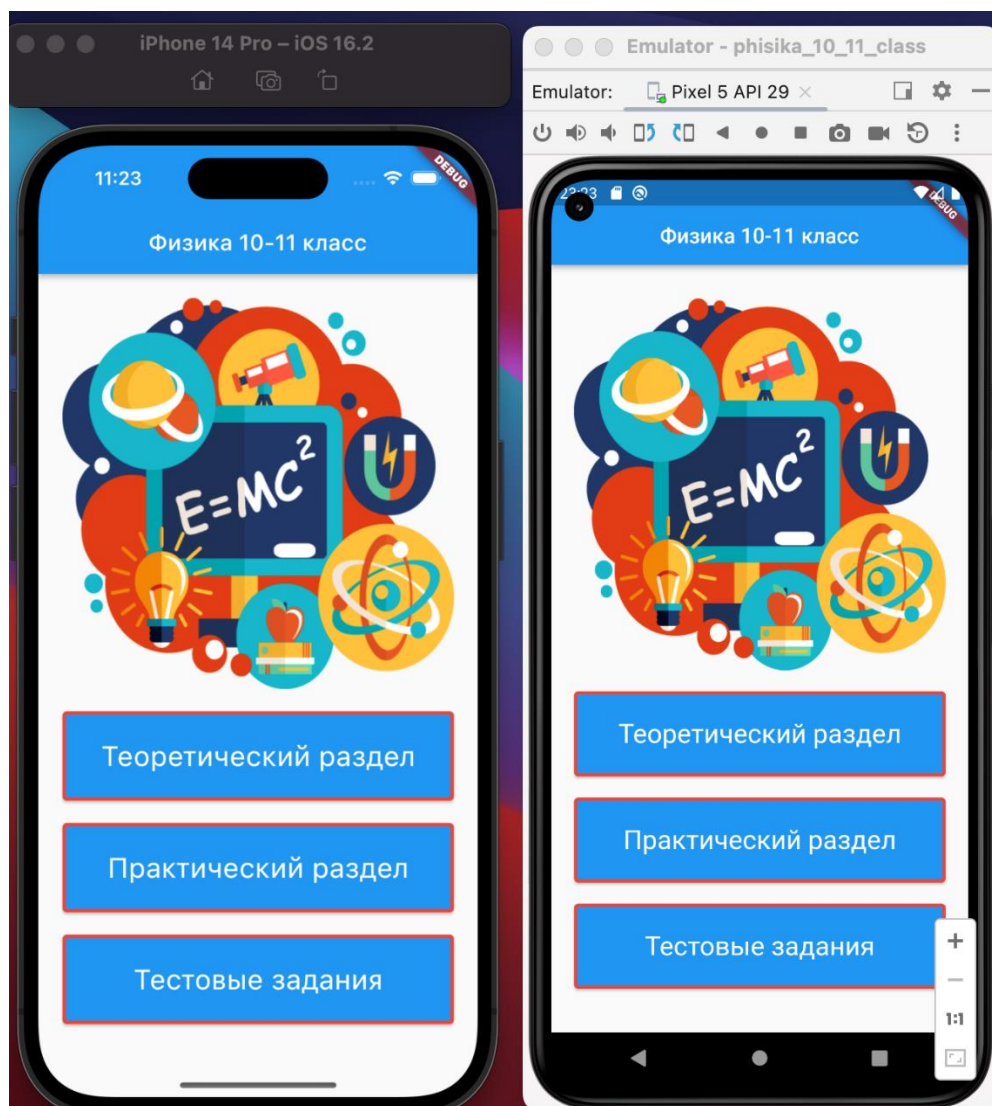 iPhone 14 Pro – iOS 16.2
11:23
DEBUG
Физика 10-11 класс
E=MC²
Теоретический раздел
Практический раздел
Тестовые задания
Emulator - phisika_10_11_class
Emulator: Pixel 5 API 29
DEBUG
Физика 10-11 класс
E=MC²
Теоретический раздел
Практический раздел
Тестовые задания
1:1